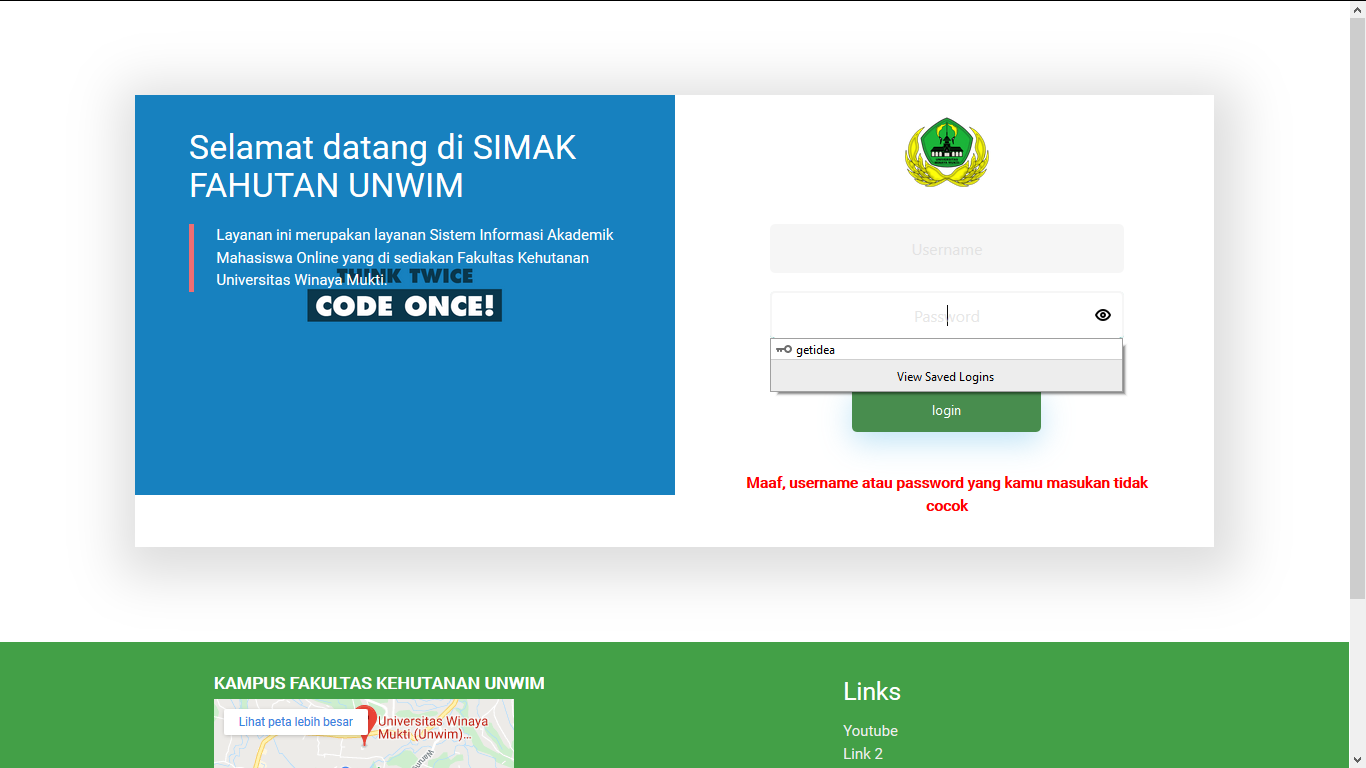 Selamat datang di SIMAK
FAHUTAN UNWIM
Layanan ini merupakan layanan Sistem Informasi Akademik
Mahasiswa Online yang di sediakan Fakultas Kehutanan
Universitas Winaya Mukti.
THINK TWICE
CODE ONCE!
Username
Password
getidea
View Saved Logins
login
Maaf, username atau password yang kamu masukan tidak
cocok
KAMPUS FAKULTAS KEHUTANAN UNWIM
Lihat peta lebih besar
Universitas Winaya
Mukti (Unwim)...
Links
Youtube
Link 2